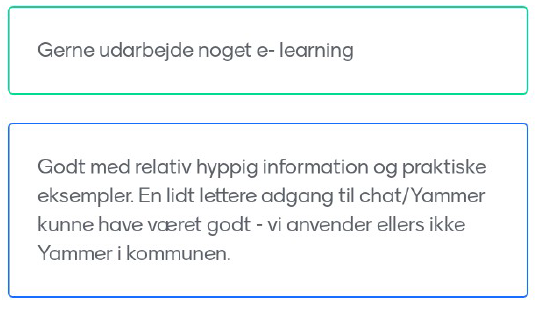 Gerne udarbejde noget e- learning
Godt med relativ hyppig information og praktiske
eksempler. En lidt lettere adgang til chat/Yammer
kunne have været godt - vi anvender ellers ikke
Yammer i kommunen.